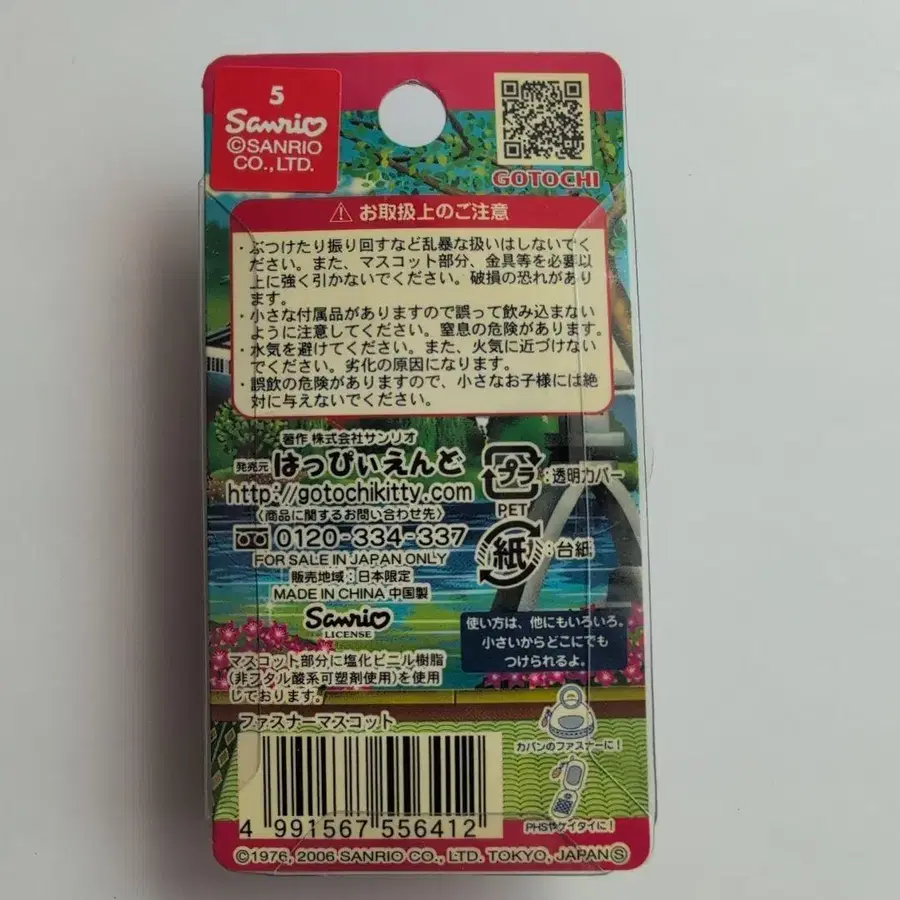 5
Sanrio
©SANRIO
CO.,LTD.
GOTOCHI
⚠ お取扱上のご注意
・ぶつけたり振り回すなど乱暴な扱いはしないでく
ださい。また、マスコット部分、金具等を必要以
上に強く引かないでください。破損の恐れがあり
ます。
・小さな付属品がありますので誤って飲み込まない
ように注意してください。窒息の危険があります。
・水気を避けてください。また、火気に近づけない
でください。劣化の原因になります。
・誤飲の危険がありますので、小さなお子様には絶
対に与えないでください。
著作 株式会社サンリオ
発売元 はっぴぃえんど
http://gotochikitty.com
〈商品に関するお問い合わせ先〉
0120-334-337
FOR SALE IN JAPAN ONLY
販売地域：日本限定
MADE IN CHINA 中国製
Sanrio
LICENSE
プラ：透明カバー
PET
紙：台紙
使い方は、他にもいろいろ。
小さいからどこにでも
つけられるよ。
マスコット部分に塩化ビニル樹脂
(非フタル酸系可塑剤使用)を使用
しております。
ファスナーマスコット
カバンのファスナーに！
PHSやケイタイに！
4 991567 556412
©1976, 2006 SANRIO CO., LTD. TOKYO, JAPAN Ⓢ